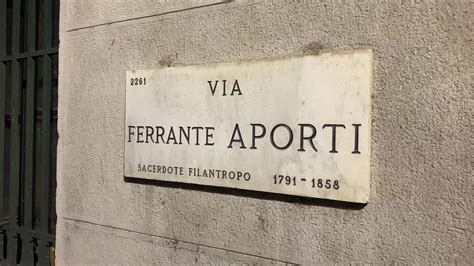 2261
VIA
FERRANTE APORTI
SACERDOTE FILANTROPO 1791-1858